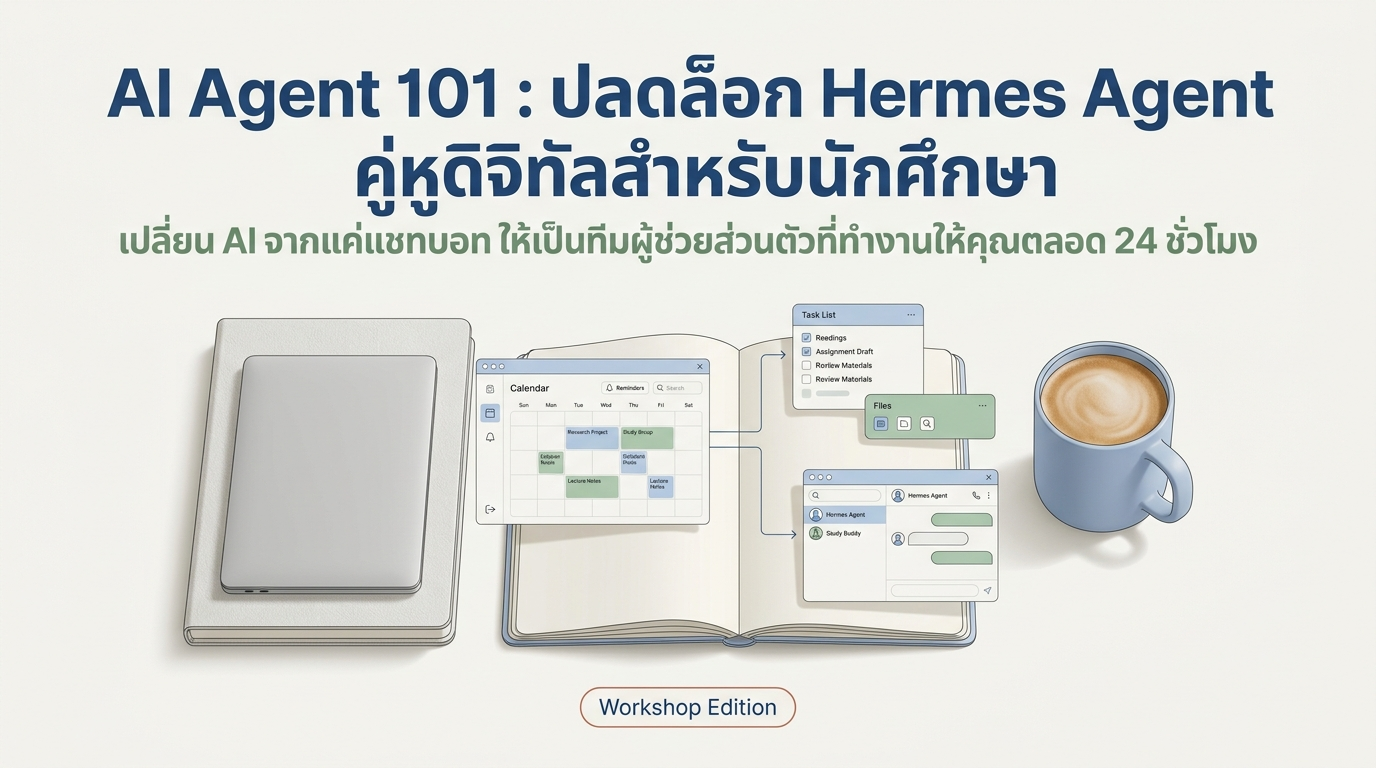 AI Agent 101 : ปลดล็อก Hermes Agent
คู่หูดิจิทัลสำหรับนักศึกษา
เปลี่ยน AI จากแค่แชทบอท ให้เป็นทีมผู้ช่วยส่วนตัวที่ทำงานให้คุณตลอด 24 ชั่วโมง
Calendar
Reminders
Search
Sun Mon Tue Wed Thu Fri Sat
Research Project
Study Group
Lecture Notes
Lecture Notes
Task List
Reedings
Assignment Draft
Materials
Review Materials
Files
Hermes Agent
Hermes Agent
Study Buddy
Workshop Edition